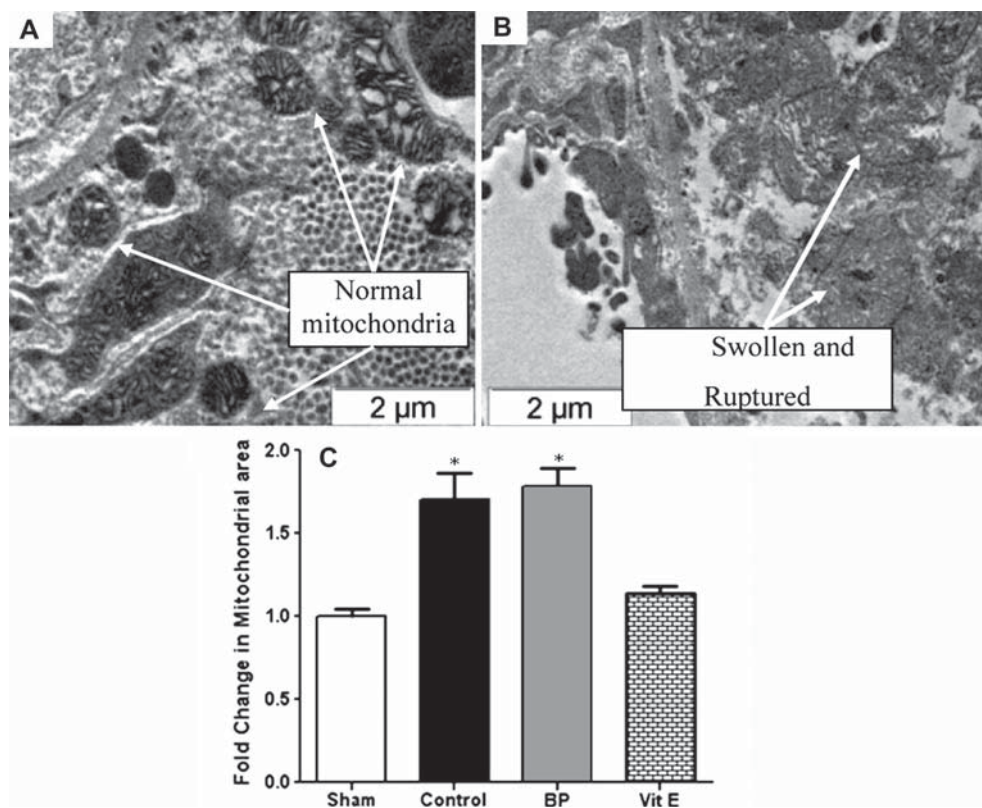 A
Normal
mitochondria
2 µm
B
Swollen and
Ruptured
2 µm
C
Fold Change in Mitochondrial area
2.0
1.5
1.0
0.5
0.0
*
*
Sham Control BP Vit E